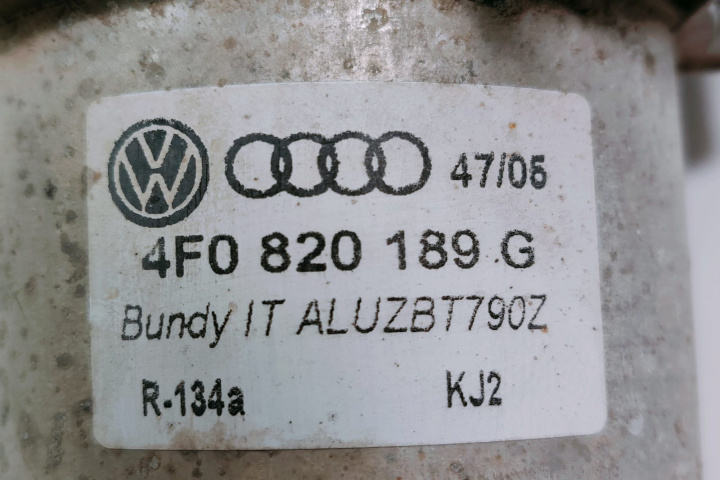 47/05
4F0 820 189 G
Bundy IT ALUZBT790Z
R-134a KJ2